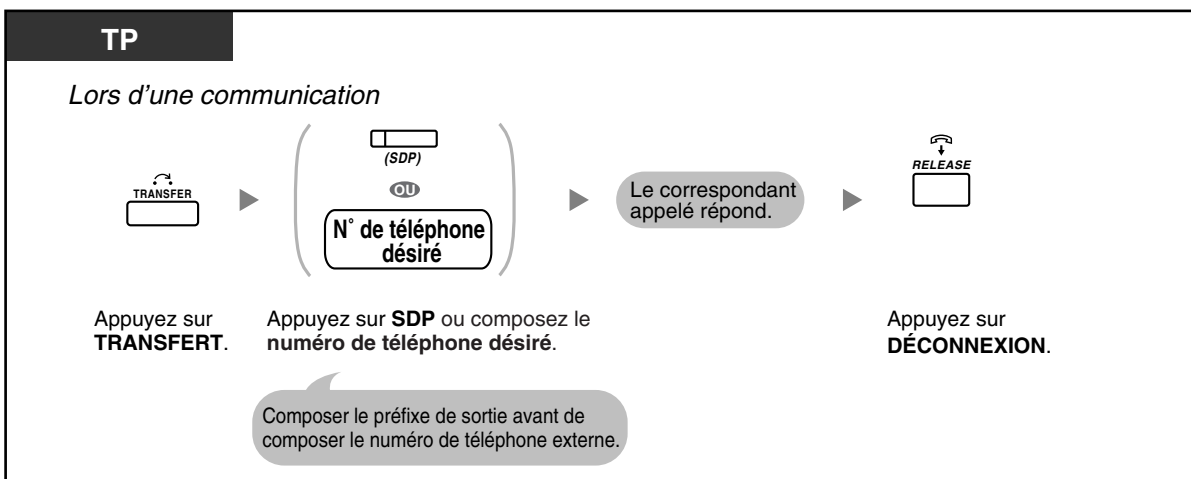 TP
Lors d'une communication
TRANSFER
(SDP)
OU
N° de téléphone
désiré
Le correspondant
appelé répond.
RELEASE
Appuyez sur
TRANSFERT.
Appuyez sur SDP ou composez le
numéro de téléphone désiré.
Appuyez sur
DÉCONNEXION.
Composer le préfixe de sortie avant de
composer le numéro de téléphone externe.